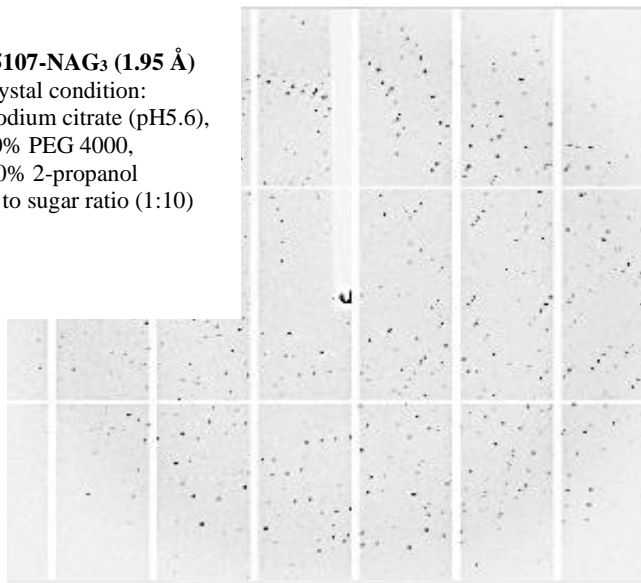 5107-NAG₃ (1.95 Å)
ystal condition:
odium citrate (pH5.6),
0% PEG 4000,
0% 2-propanol
to sugar ratio (1:10)